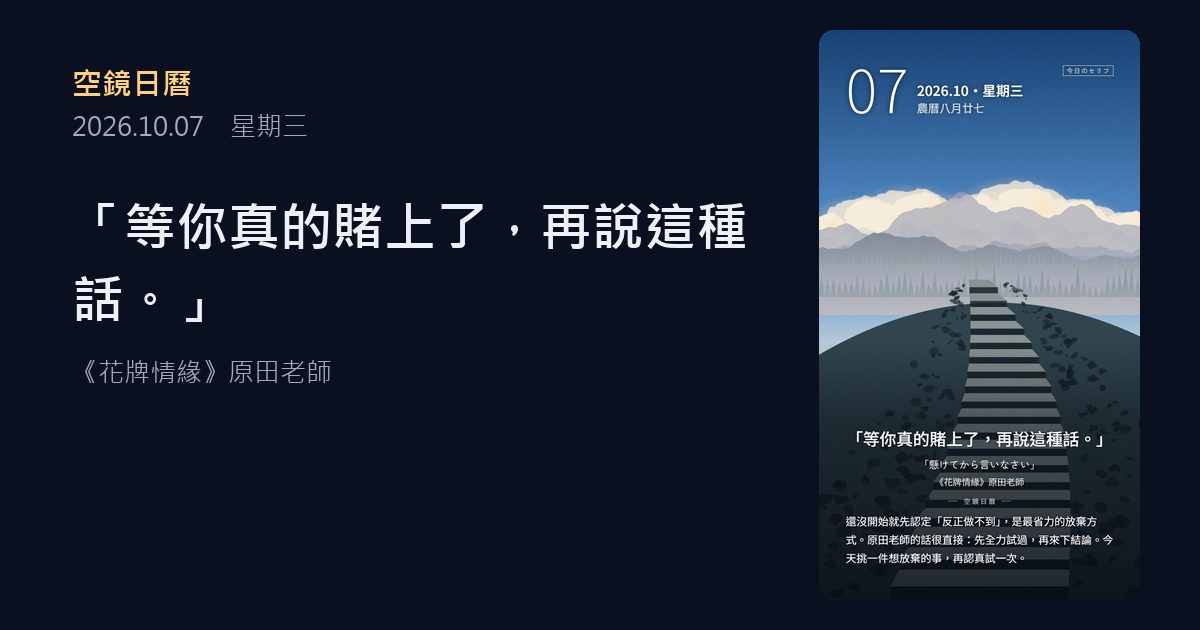 空鏡日曆
2026.10.07 星期三
「等你真的賭上了，再說這種
話。」
《花牌情緣》原田老師
07
2026.10・星期三
農曆八月廿七
今日のセリフ
「等你真的賭上了，再說這種話。」
「懸けてから言いなさい」
《花牌情緣》原田老師
— 空鏡日曆 —
還沒開始就先認定「反正做不到」，是最省力的放棄方
式。原田老師的話很直接：先全力試過，再來下結論。今
天挑一件想放棄的事，再認真試一次。